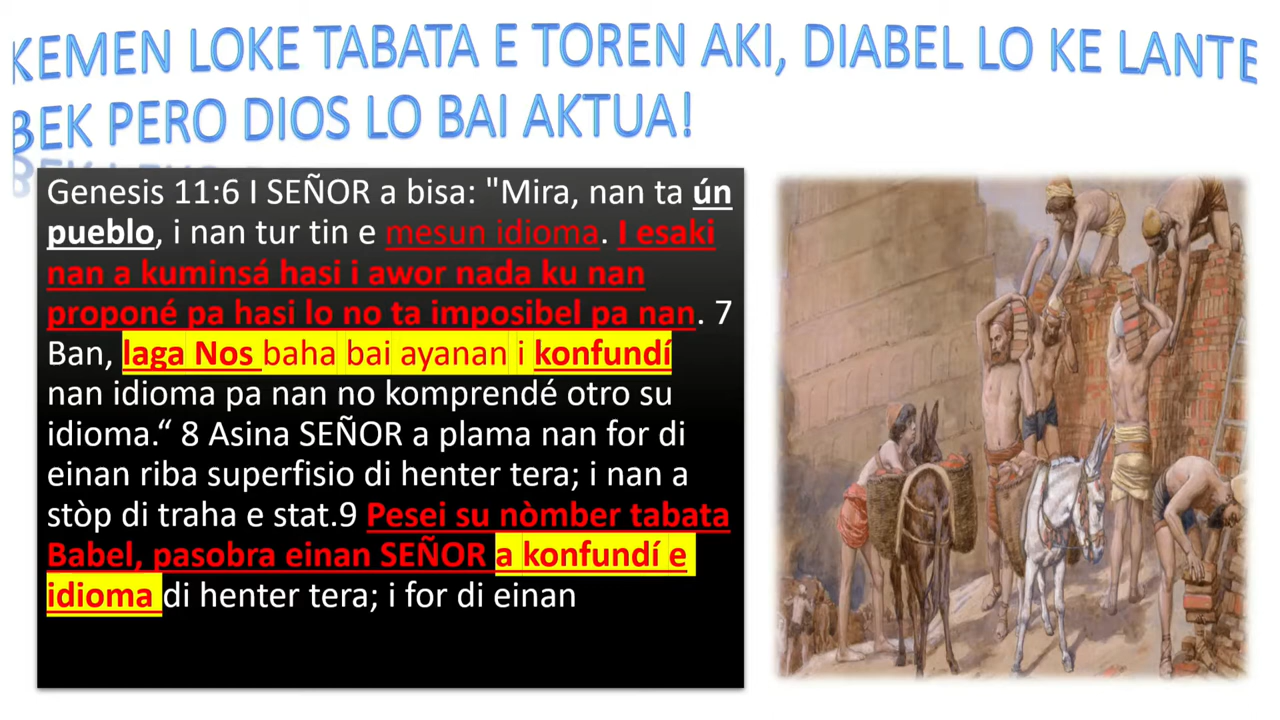 KEMEN LOKE TABATA E TOREN AKI, DIABEL LO KE LANTE
BEK PERO DIOS LO BAI AKTUA!
Genesis 11:6 I SEÑOR a bisa: "Mira, nan ta ún
pueblo, i nan tur tin e mesun idioma. I esaki
nan a kuminsá hasi i awor nada ku nan
proponé pa hasi lo no ta imposibel pa nan. 7
Ban, laga Nos baha bai ayanan i konfundí
nan idioma pa nan no komprendé otro su
idioma.“ 8 Asina SEÑOR a plama nan for di
einan riba superfisio di henter tera; i nan a
stòp di traha e stat.9 Pesei su nòmber tabata
Babel, pasobra einan SEÑOR a konfundí e
idioma di henter tera; i for di einan